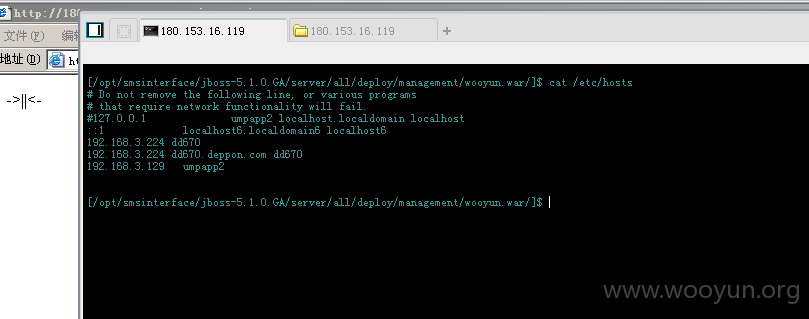 http://180
文件(F) 编辑
地址(D) ht
->||<-
180.153.16.119 180.153.16.119 +
[/opt/smsinterface/jboss-5.1.0.GA/server/all/deploy/management/wooyun.war/]$ cat /etc/hosts
# Do not remove the following line, or various programs
# that require network functionality will fail.
#127.0.0.1 umpapp2 localhost.localdomain localhost
::1 localhost6.localdomain6 localhost6
192.168.3.224 dd670
192.168.3.224 dd670.deppon.com dd670
192.168.3.129 umpapp2
[/opt/smsinterface/jboss-5.1.0.GA/server/all/deploy/management/wooyun.war/]$
www.wooyun.org